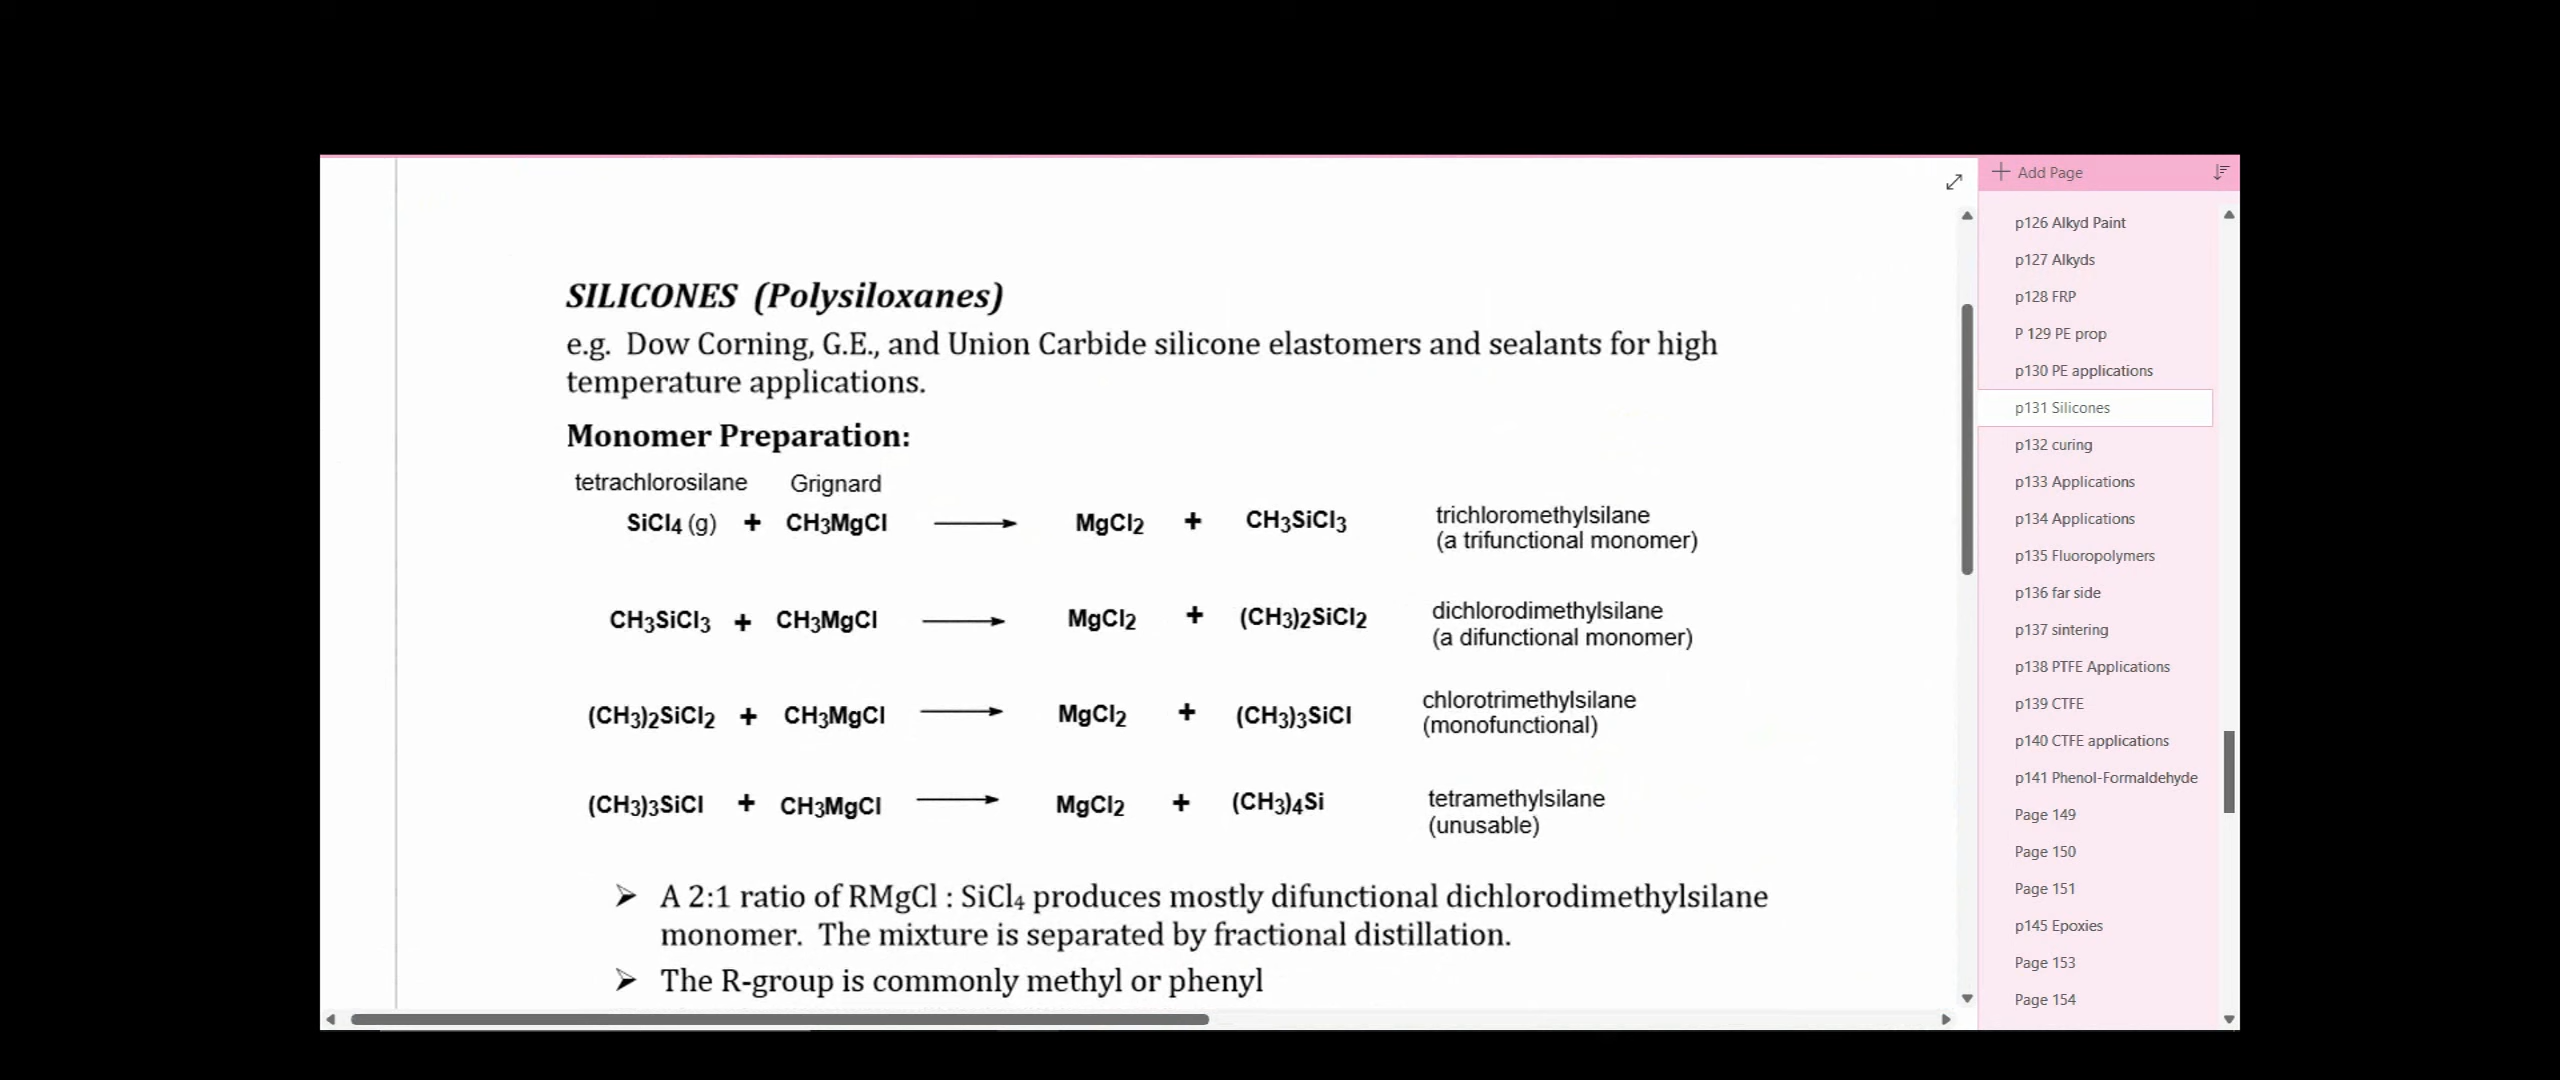 SILICONES (Polysiloxanes)
e.g. Dow Corning, G.E., and Union Carbide silicone elastomers and sealants for high
temperature applications.
Monomer Preparation:
tetrachlorosilane Grignard
SiCl4 (g) + CH3MgCl → MgCl2 + CH3SiCl3 trichloromethylsilane
(a trifunctional monomer)
CH3SiCl3 + CH3MgCl → MgCl2 + (CH3)2SiCl2 dichlorodimethylsilane
(a difunctional monomer)
(CH3)2SiCl2 + CH3MgCl → MgCl2 + (CH3)3SiCl chlorotrimethylsilane
(monofunctional)
(CH3)3SiCl + CH3MgCl → MgCl2 + (CH3)4Si tetramethylsilane
(unusable)
➢ A 2:1 ratio of RMgCl : SiCl4 produces mostly difunctional dichlorodimethylsilane
monomer. The mixture is separated by fractional distillation.
➢ The R-group is commonly methyl or phenyl
Add Page
p126 Alkyd Paint
p127 Alkyds
p128 FRP
P 129 PE prop
p130 PE applications
p131 Silicones
p132 curing
p133 Applications
p134 Applications
p135 Fluoropolymers
p136 far side
p137 sintering
p138 PTFE Applications
p139 CTFE
p140 CTFE applications
p141 Phenol-Formaldehyde
Page 149
Page 150
Page 151
p145 Epoxies
Page 153
Page 154